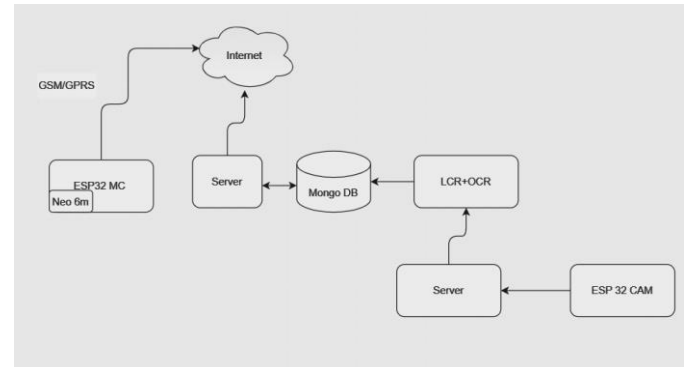 Internet
GSM/GPRS
ESP32 MC
Neo 6m
Server
Mongo DB
LCR+OCR
Server
ESP 32 CAM